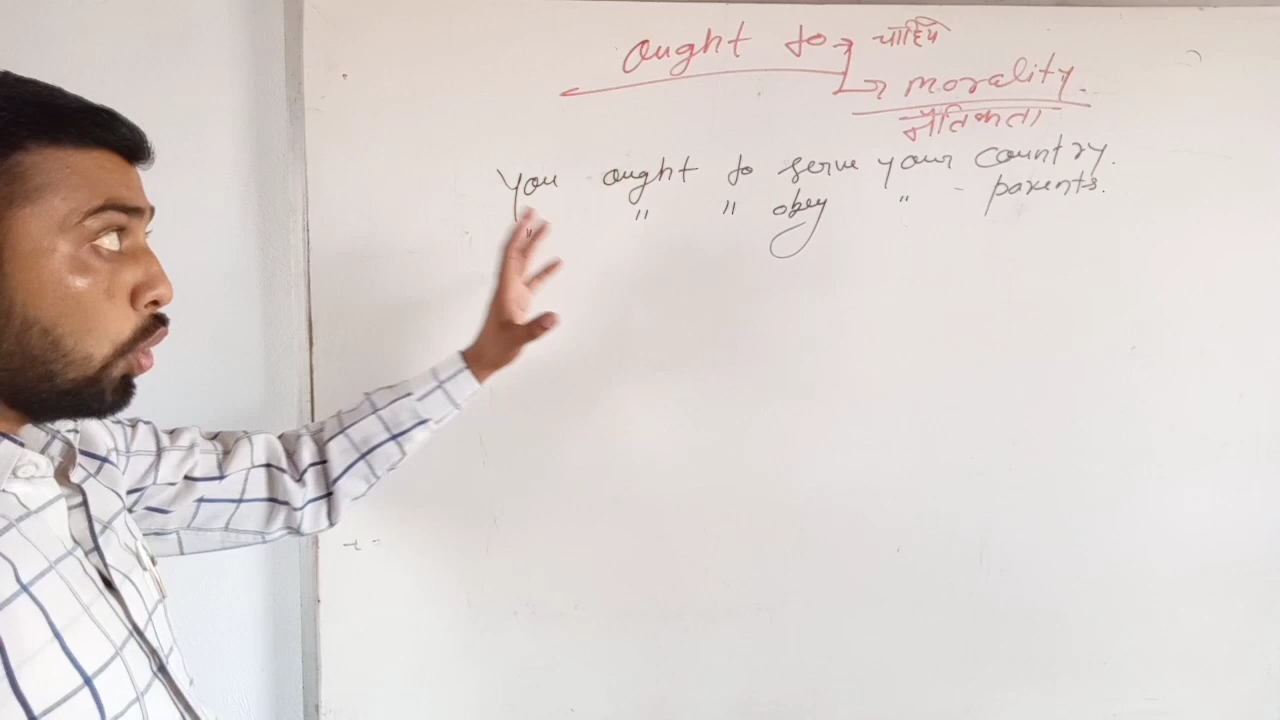 ought to → चाहिये
→ morality.
नैतिकता
You ought to serve your country.
" " " obey " parents.